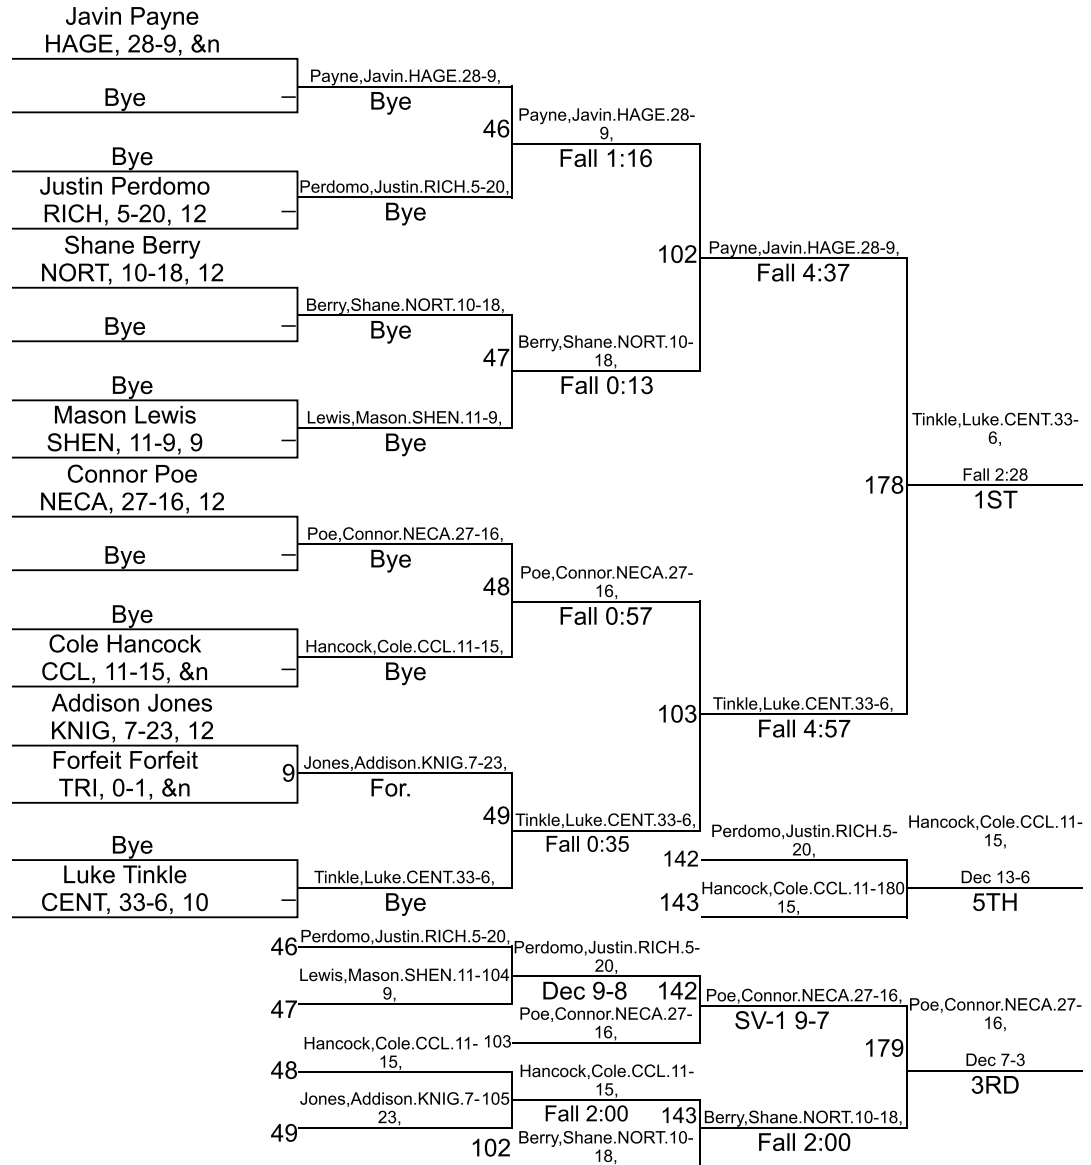 Javin Payne
HAGE, 28-9, &n
Bye
–
Payne,Javin.HAGE.28-9,
Bye
46
Payne,Javin.HAGE.28-
9,
Fall 1:16
Bye
Justin Perdomo
RICH, 5-20, 12
–
Perdomo,Justin.RICH.5-20,
Bye
Shane Berry
NORT, 10-18, 12
102
Payne,Javin.HAGE.28-9,
Fall 4:37
Bye
–
Berry,Shane.NORT.10-18,
Bye
47
Berry,Shane.NORT.10-
18,
Fall 0:13
Bye
Mason Lewis
SHEN, 11-9, 9
–
Lewis,Mason.SHEN.11-9,
Bye
Tinkle,Luke.CENT.33-
6,
178
Fall 2:28
1ST
Connor Poe
NECA, 27-16, 12
Bye
–
Poe,Connor.NECA.27-16,
Bye
48
Poe,Connor.NECA.27-
16,
Fall 0:57
Bye
Cole Hancock
CCL, 11-15, &n
–
Hancock,Cole.CCL.11-15,
Bye
Addison Jones
KNIG, 7-23, 12
103
Tinkle,Luke.CENT.33-6,
Fall 4:57
Forfeit Forfeit
TRI, 0-1, &n
9
Jones,Addison.KNIG.7-23,
For.
49
Tinkle,Luke.CENT.33-6,
Fall 0:35
Bye
Luke Tinkle
CENT, 33-6, 10
–
Tinkle,Luke.CENT.33-6,
Bye
142
Perdomo,Justin.RICH.5-
20,
143
Hancock,Cole.CCL.11-180
15,
Hancock,Cole.CCL.11-
15,
Dec 13-6
5TH
46
Perdomo,Justin.RICH.5-20,
47
Lewis,Mason.SHEN.11-104
9,
Perdomo,Justin.RICH.5-
20,
Dec 9-8
142
Poe,Connor.NECA.27-
16,
103
Poe,Connor.NECA.27-16,
SV-1 9-7
48
Hancock,Cole.CCL.11-
15,
49
Jones,Addison.KNIG.7-105
23,
Hancock,Cole.CCL.11-
15,
Fall 2:00
143
102
Berry,Shane.NORT.10-
18,
Berry,Shane.NORT.10-18,
Fall 2:00
179
Poe,Connor.NECA.27-
16,
Dec 7-3
3RD